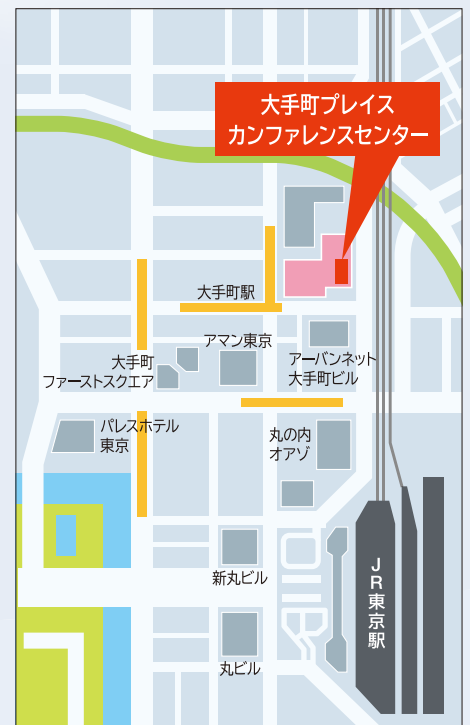 大手町プレイス
カンファレンスセンター
大手町駅
アマン東京
大手町
ファーストスクエア
アーバンネット
大手町ビル
パレスホテル
東京
丸の内
オアゾ
新丸ビル
JR東京駅
丸ビル